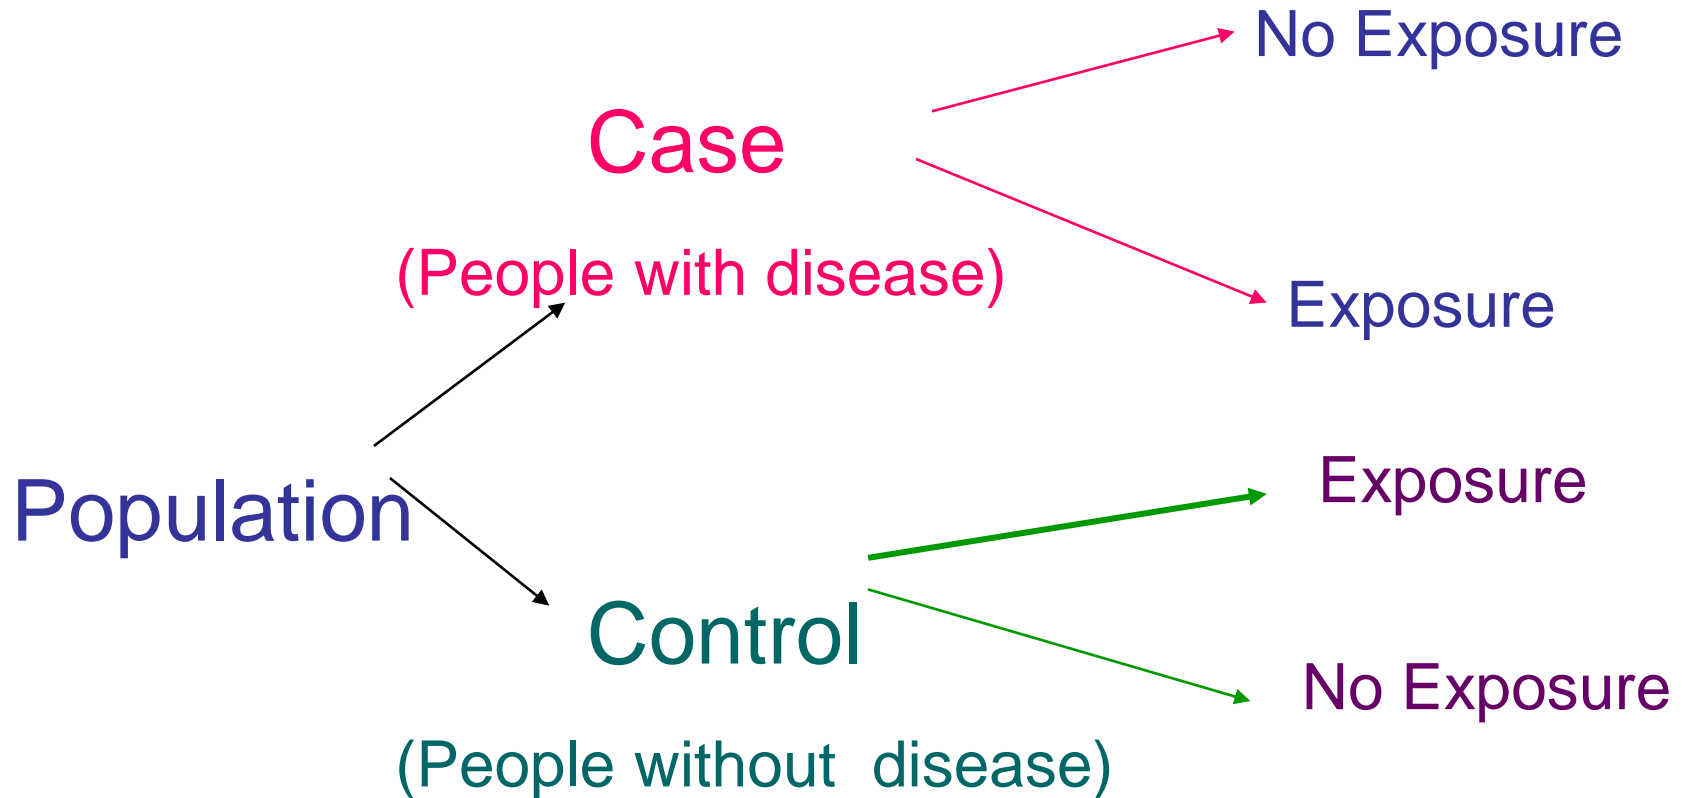 No Exposure
Case
(People with disease)
Exposure
Population
Exposure
Control
No Exposure
(People without  disease)